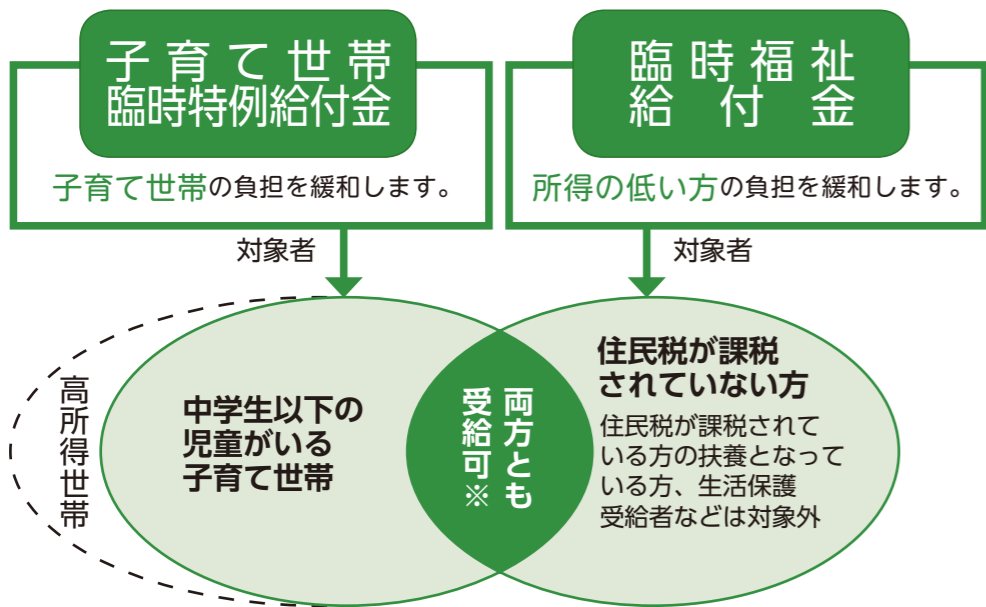 子育て世帯
臨時特例給付金
子育て世帯の負担を緩和します。
対象者
臨時福祉
給付金
所得の低い方の負担を緩和します。
対象者
高所得世帯
中学生以下の
児童がいる
子育て世帯
両方とも
受給可※
住民税が課税
されていない方
住民税が課税されて
いる方の扶養となって
いる方、生活保護
受給者などは対象外